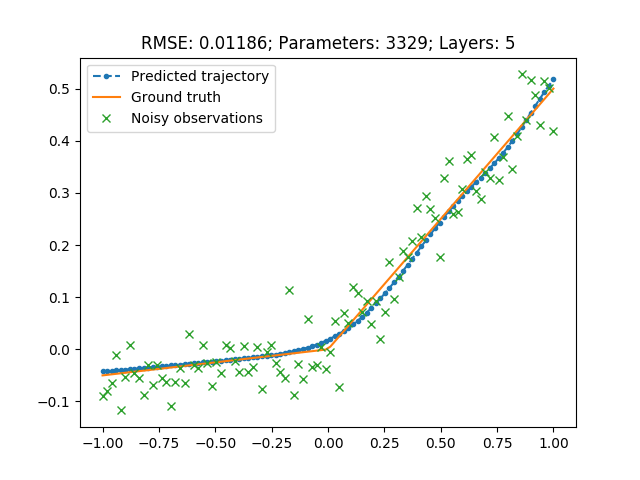 RMSE: 0.01186; Parameters: 3329; Layers: 5
Predicted trajectory
Ground truth
Noisy observations
0.5
0.4
0.3
0.2
0.1
0.0
−0.1
−1.00 −0.75 −0.50 −0.25 0.00 0.25 0.50 0.75 1.00